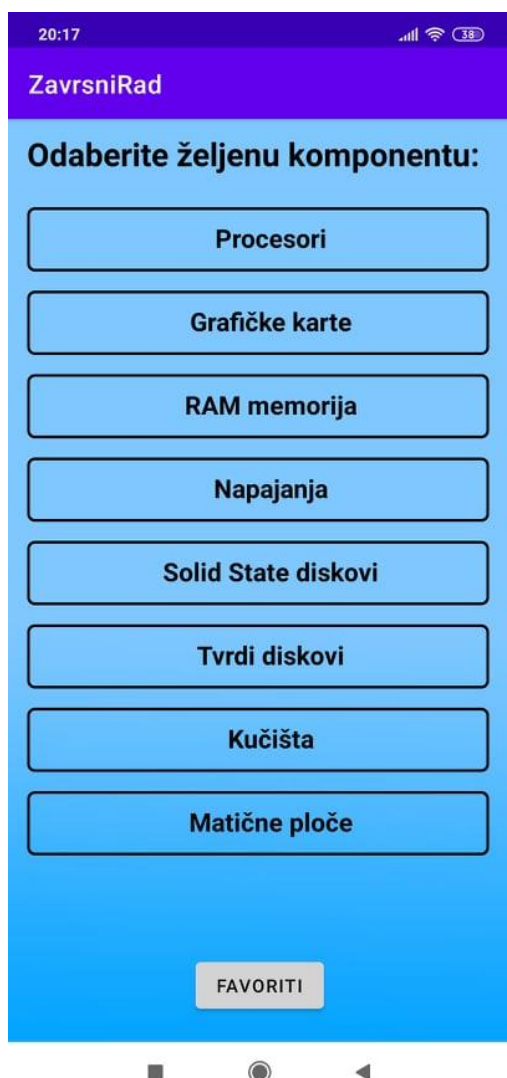 20:17
38
ZavrsniRad
Odaberite željenu komponentu:
Procesori
Grafičke karte
RAM memorija
Napajanja
Solid State diskovi
Tvrdi diskovi
Kučišta
Matične ploče
FAVORITI